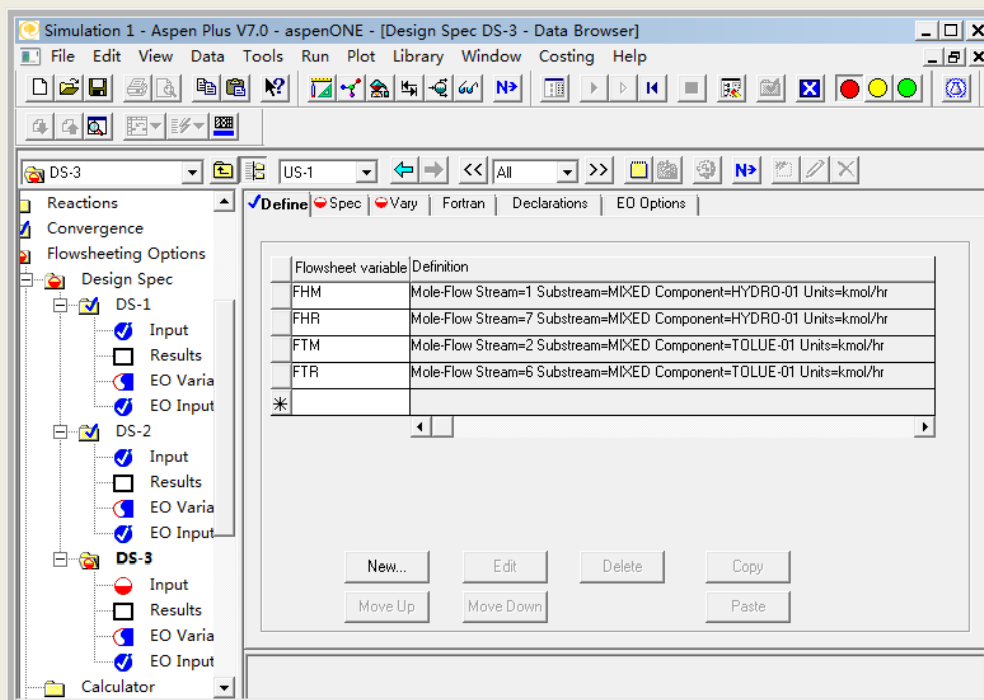 Simulation 1 - Aspen Plus V7.0 - aspenONE - [Design Spec DS-3 - Data Browser]
File Edit View Data Tools Run Plot Library Window Costing Help
N>
DS-3 US-1 << All >> N>
Reactions
Convergence
Flowsheeting Options
Design Spec
DS-1
Input
Results
EO Varia
EO Input
DS-2
Input
Results
EO Varia
EO Input
DS-3
Input
Results
EO Varia
EO Input
Calculator
Define Spec Vary Fortran Declarations EO Options
Flowsheet variable Definition
FHM Mole-Flow Stream=1 Substream=MIXED Component=HYDRO-01 Units=kmol/hr
FHR Mole-Flow Stream=7 Substream=MIXED Component=HYDRO-01 Units=kmol/hr
FTM Mole-Flow Stream=2 Substream=MIXED Component=TOLUE-01 Units=kmol/hr
FTR Mole-Flow Stream=6 Substream=MIXED Component=TOLUE-01 Units=kmol/hr
New... Edit Delete Copy
Move Up Move Down Paste